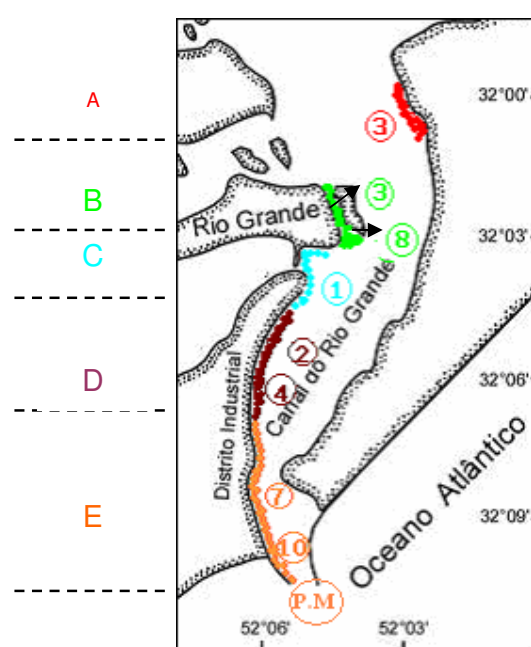 A
B
C
D
E
32°00'
32°03'
32°06'
32°09'
3
3
8
1
2
4
7
10
P.M
Rio Grande
Canal do Rio Grande
Distrito Industrial
Oceano Atlântico
52°06'
52°03'